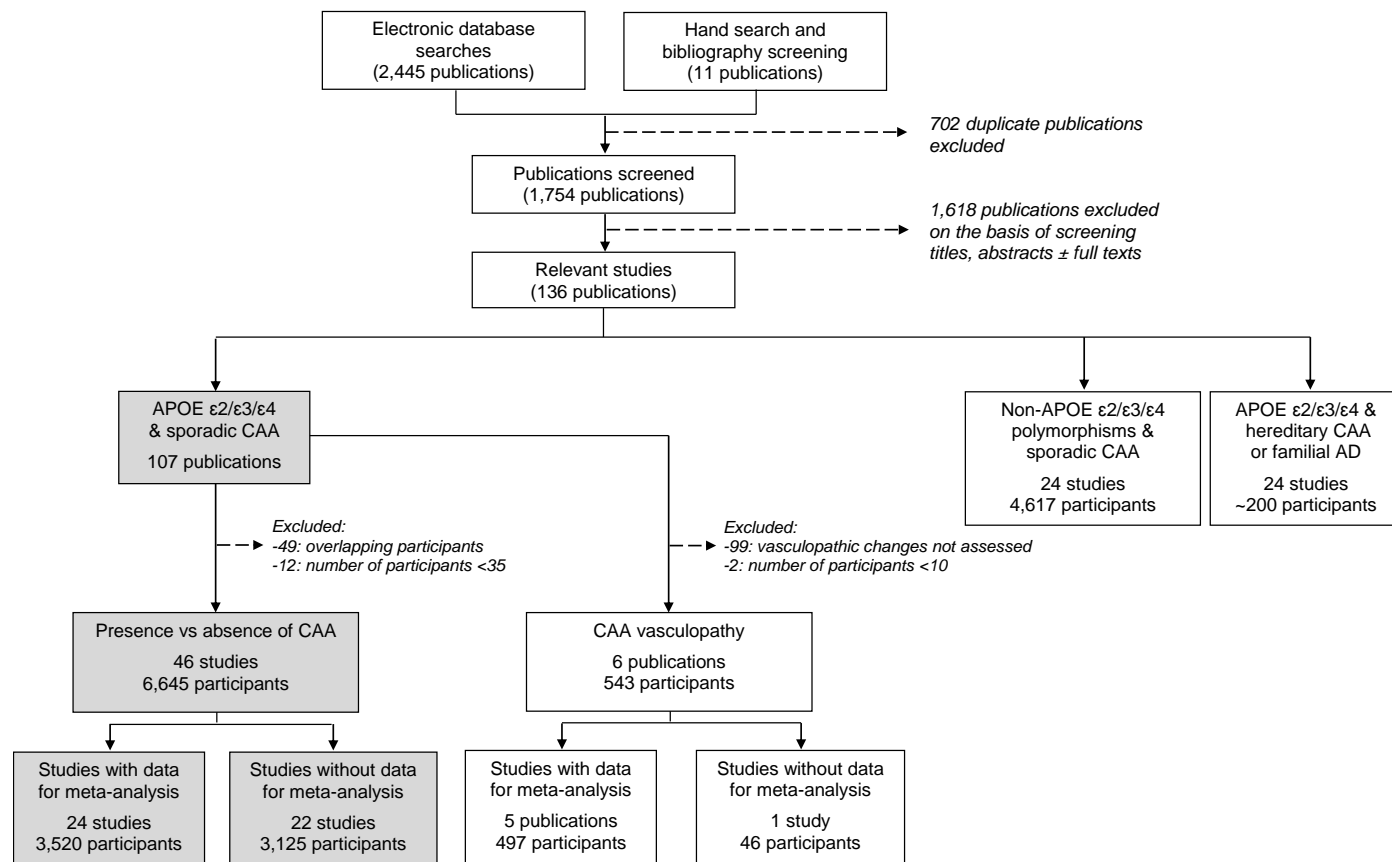 Electronic database
searches
(2,445 publications)
Hand search and
bibliography screening
(11 publications)
702 duplicate publications
excluded
Publications screened
(1,754 publications)
1,618 publications excluded
on the basis of screening
titles, abstracts ± full texts
Relevant studies
(136 publications)
APOE ε2/ε3/ε4
& sporadic CAA
107 publications
Non-APOE ε2/ε3/ε4
polymorphisms &
sporadic CAA
24 studies
4,617 participants
APOE ε2/ε3/ε4 &
hereditary CAA
or familial AD
24 studies
~200 participants
Excluded:
-49: overlapping participants
-12: number of participants <35
Excluded:
-99: vasculopathic changes not assessed
-2: number of participants <10
Presence vs absence of CAA
46 studies
6,645 participants
CAA vasculopathy
6 publications
543 participants
Studies with data
for meta-analysis
24 studies
3,520 participants
Studies without data
for meta-analysis
22 studies
3,125 participants
Studies with data
for meta-analysis
5 publications
497 participants
Studies without data
for meta-analysis
1 study
46 participants